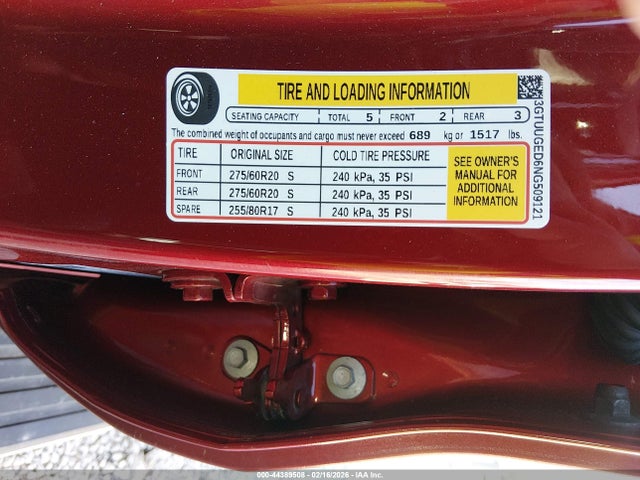 TIRE AND LOADING INFORMATION
SEATING CAPACITY TOTAL 5 FRONT 2 REAR 3
The combined weight of occupants and cargo must never exceed 689 kg or 1517 lbs.
TIRE ORIGINAL SIZE COLD TIRE PRESSURE
FRONT 275/60R20 S 240 kPa, 35 PSI
REAR 275/60R20 S 240 kPa, 35 PSI
SPARE 255/80R17 S 240 kPa, 35 PSI
SEE OWNER'S
MANUAL FOR
ADDITIONAL
INFORMATION
3GTUUGED6NG509121
000-44389508 - 02/16/2026 - IAA Inc.